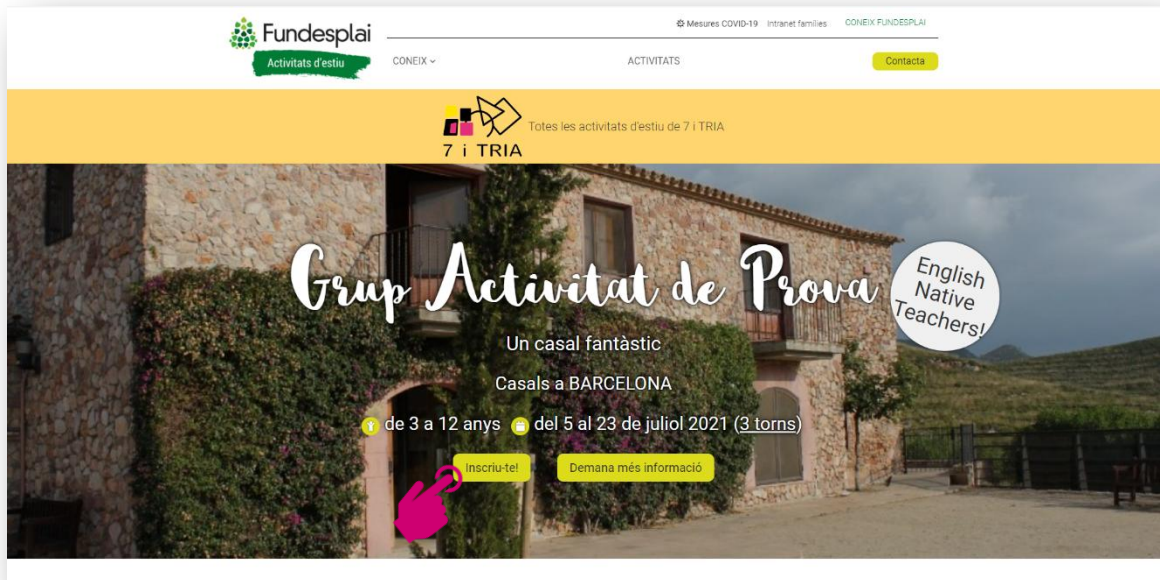 Fundesplai
Activitats d'estiu
Mesures COVID-19 Intranet famílies CONEIX FUNDESPLAI
CONEIX ACTIVITATS Contacta
7 i TRIA
Totes les activitats d'estiu de 7 i TRIA
Grup Activitat de Prova
English
Native
Teachers!
Un casal fantàstic
Casals a BARCELONA
de 3 a 12 anys del 5 al 23 de juliol 2021 (3 torns)
Inscriu-te! Demana més informació